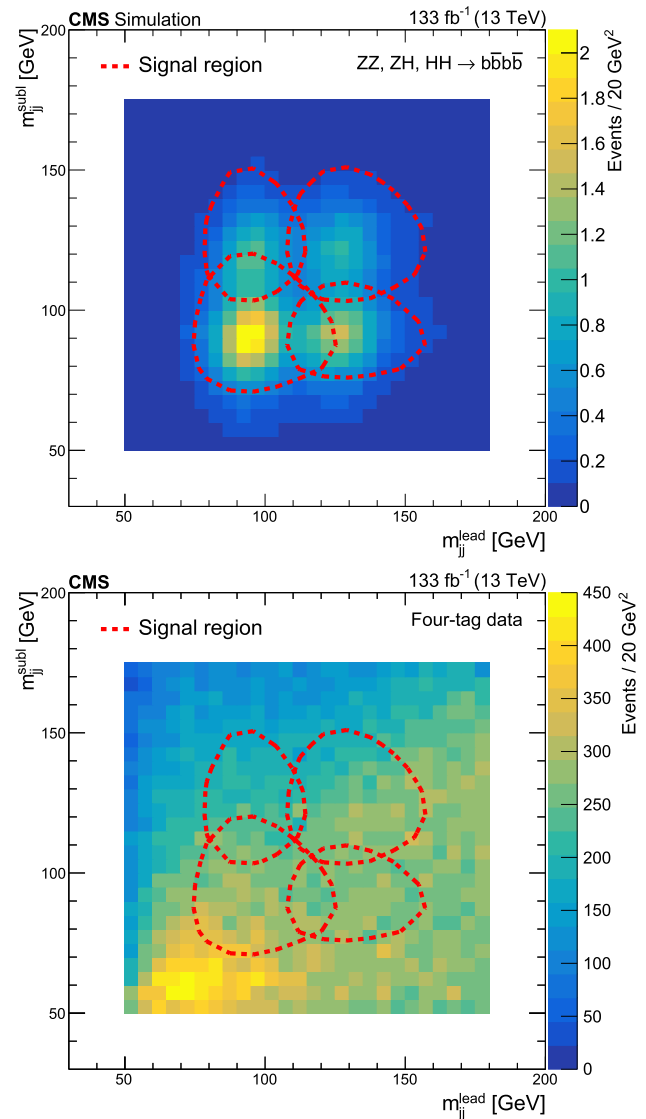 CMS Simulation 133 fb⁻¹ (13 TeV)
Signal region ZZ, ZH, HH → bb̄bb̄
m_jj^subl [GeV]
200
150
100
50
50 100 150 200
m_jj^lead [GeV]
2
1.8
1.6
1.4
1.2
1
0.8
0.6
0.4
0.2
0
Events / 20 GeV²
CMS 133 fb⁻¹ (13 TeV)
Signal region Four-tag data
m_jj^subl [GeV]
200
150
100
50
50 100 150 200
m_jj^lead [GeV]
450
400
350
300
250
200
150
100
50
0
Events / 20 GeV²